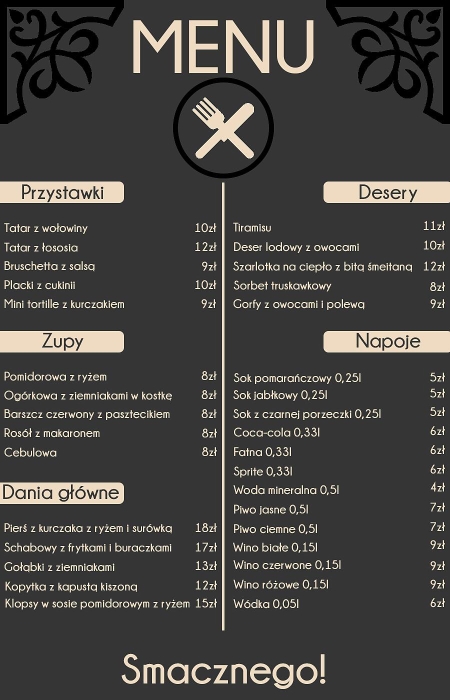 MENU
Przystawki
Tatar z wołowiny 10zł
Tatar z łososia 12zł
Bruschetta z salsą 9zł
Placki z cukinii 10zł
Mini tortille z kurczakiem 9zł
Zupy
Pomidorowa z ryżem 8zł
Ogórkowa z ziemniakami w kostkę 8zł
Barszcz czerwony z pasztecikiem 8zł
Rosół z makaronem 8zł
Cebulowa 8zł
Dania główne
Pierś z kurczaka z ryżem i surówką 18zł
Schabowy z frytkami i buraczkami 17zł
Gołąbki z ziemniakami 13zł
Kopytka z kapustą kiszoną 12zł
Klopsy w sosie pomidorowym z ryżem 15zł
Desery
Tiramisu 11zł
Deser lodowy z owocami 10zł
Szarlotka na ciepło z bitą śmeitaną 12zł
Sorbet truskawkowy 8zł
Gorfy z owocami i polewą 9zł
Napoje
Sok pomarańczowy 0,25l 5zł
Sok jabłkowy 0,25l 5zł
Sok z czarnej porzeczki 0,25l 5zł
Coca-cola 0,33l 6zł
Fatna 0,33l 6zł
Sprite 0,33l 6zł
Woda mineralna 0,5l 4zł
Piwo jasne 0,5l 7zł
Piwo ciemne 0,5l 7zł
Wino białe 0,15l 9zł
Wino czerwone 0,15l 9zł
Wino różowe 0,15l 9zł
Wódka 0,05l 6zł
Smacznego!